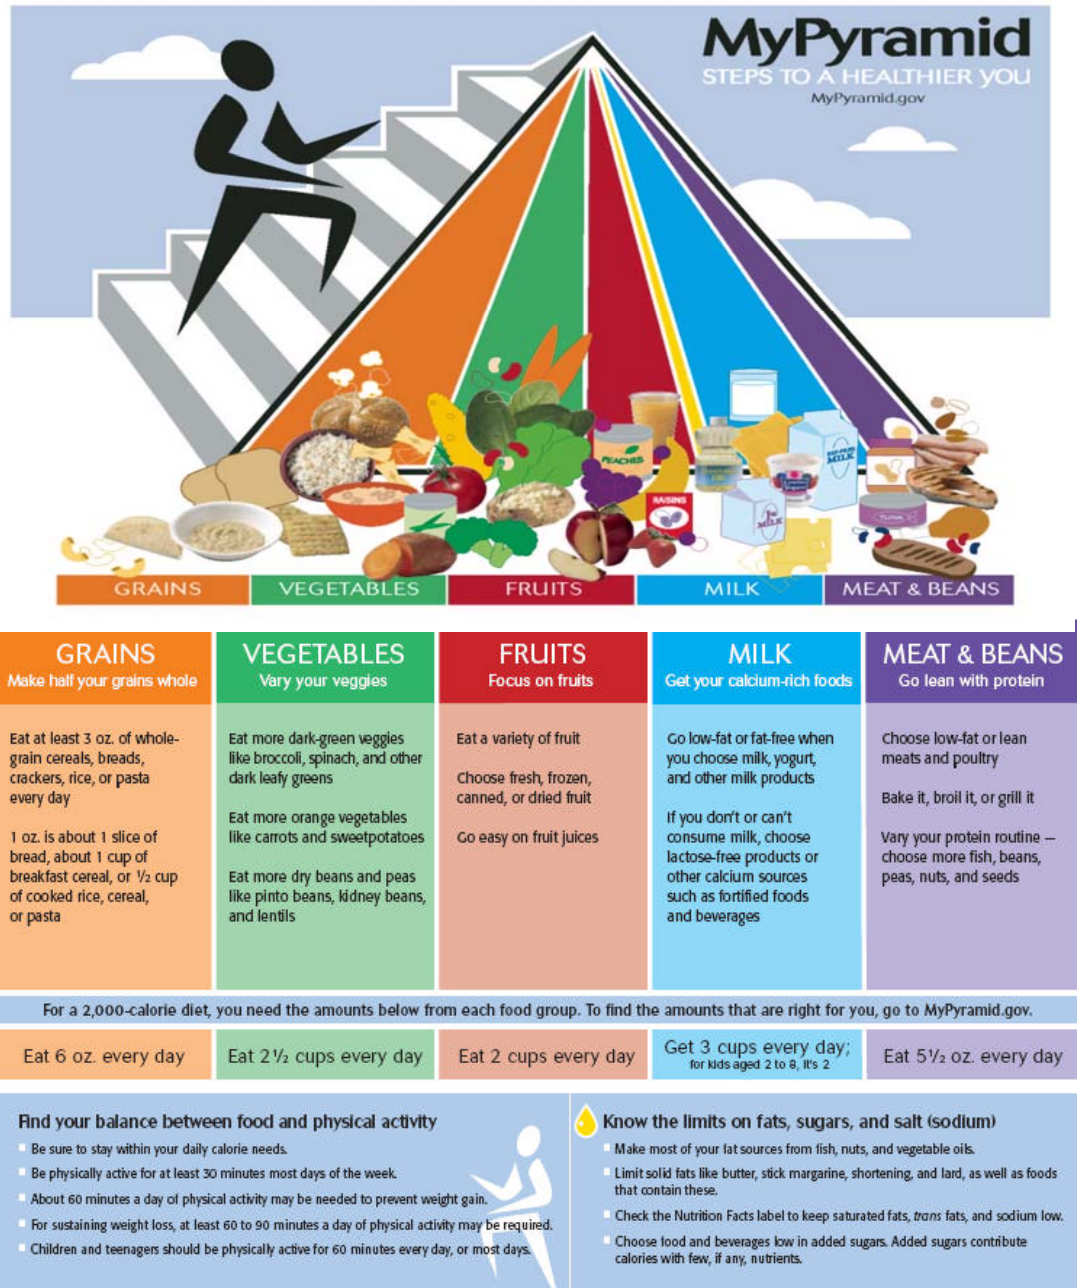 MyPyramid
STEPS TO A HEALTHIER YOU
MyPyramid.gov
PEACHES
RAISINS
FAT-FREE
MILK
1%
MILK
TUNA
GRAINS
VEGETABLES
FRUITS
MILK
MEAT & BEANS
GRAINS
Make half your grains whole
Eat at least 3 oz. of whole-
grain cereals, breads,
crackers, rice, or pasta
every day
1 oz. is about 1 slice of
bread, about 1 cup of
breakfast cereal, or ½ cup
of cooked rice, cereal,
or pasta
VEGETABLES
Vary your veggies
Eat more dark-green veggies
like broccoli, spinach, and other
dark leafy greens
Eat more orange vegetables
like carrots and sweetpotatoes
Eat more dry beans and peas
like pinto beans, kidney beans,
and lentils
FRUITS
Focus on fruits
Eat a variety of fruit
Choose fresh, frozen,
canned, or dried fruit
Go easy on fruit juices
MILK
Get your calcium-rich foods
Go low-fat or fat-free when
you choose milk, yogurt,
and other milk products
If you don't or can't
consume milk, choose
lactose-free products or
other calcium sources
such as fortified foods
and beverages
MEAT & BEANS
Go lean with protein
Choose low-fat or lean
meats and poultry
Bake it, broil it, or grill it
Vary your protein routine –
choose more fish, beans,
peas, nuts, and seeds
For a 2,000-calorie diet, you need the amounts below from each food group. To find the amounts that are right for you, go to MyPyramid.gov.
Eat 6 oz. every day
Eat 2½ cups every day
Eat 2 cups every day
Get 3 cups every day;
for kids aged 2 to 8, it's 2
Eat 5½ oz. every day
Find your balance between food and physical activity
Be sure to stay within your daily calorie needs.
Be physically active for at least 30 minutes most days of the week.
About 60 minutes a day of physical activity may be needed to prevent weight gain.
For sustaining weight loss, at least 60 to 90 minutes a day of physical activity may be required.
Children and teenagers should be physically active for 60 minutes every day, or most days.
Know the limits on fats, sugars, and salt (sodium)
Make most of your fat sources from fish, nuts, and vegetable oils.
Limit solid fats like butter, stick margarine, shortening, and lard, as well as foods
that contain these.
Check the Nutrition Facts label to keep saturated fats, trans fats, and sodium low.
Choose food and beverages low in added sugars. Added sugars contribute
calories with few, if any, nutrients.